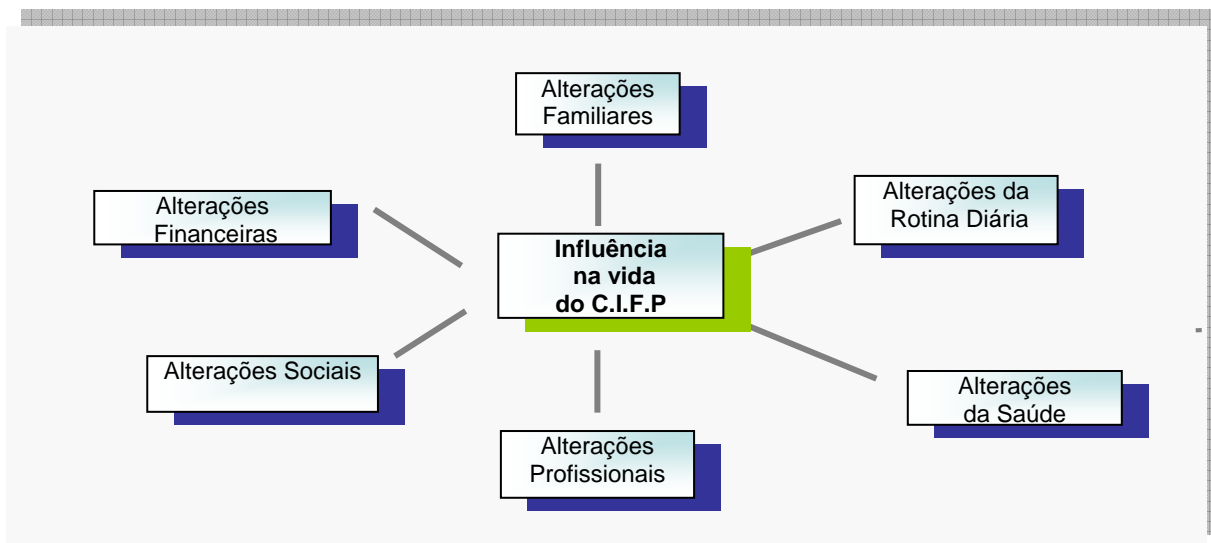 Alterações
Familiares
Alterações
Financeiras
Alterações da
Rotina Diária
Influência
na vida
do C.I.F.P
Alterações Sociais
Alterações
da Saúde
Alterações
Profissionais